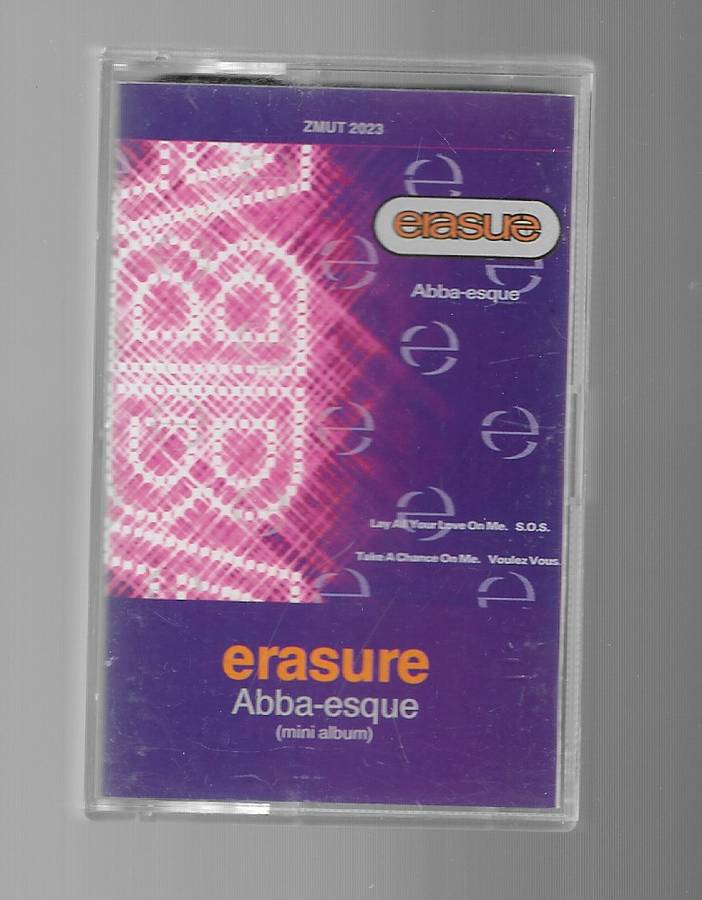 ZMUT 2023
ABBA
erasure
Abba-esque
Lay All Your Love On Me. S.O.S.
Take A Chance On Me. Voulez Vous.
erasure
Abba-esque
(mini album)